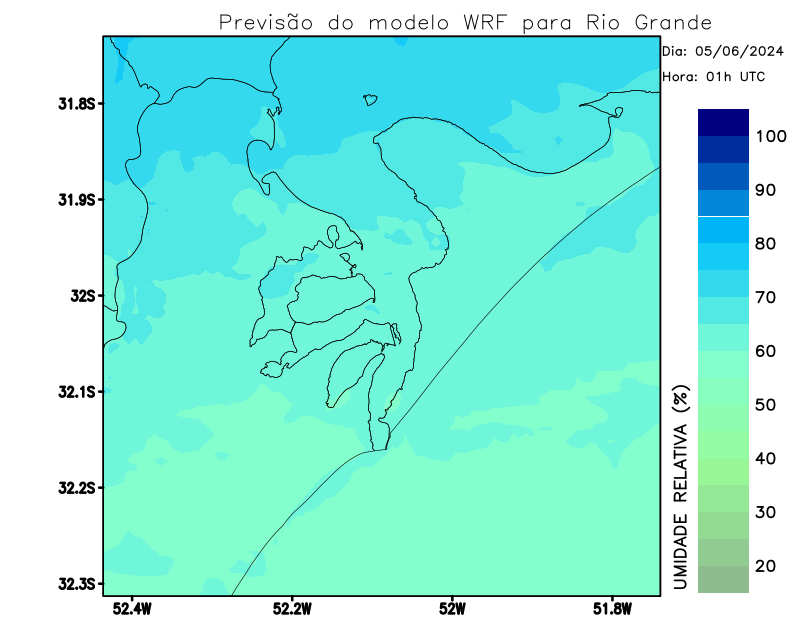 Previsão do modelo WRF para Rio Grande
Dia: 05/06/2024
Hora: 01h UTC
31.8S
31.9S
32S
32.1S
32.2S
32.3S
52.4W
52.2W
52W
51.8W
UMIDADE RELATIVA (%)
100
90
80
70
60
50
40
30
20